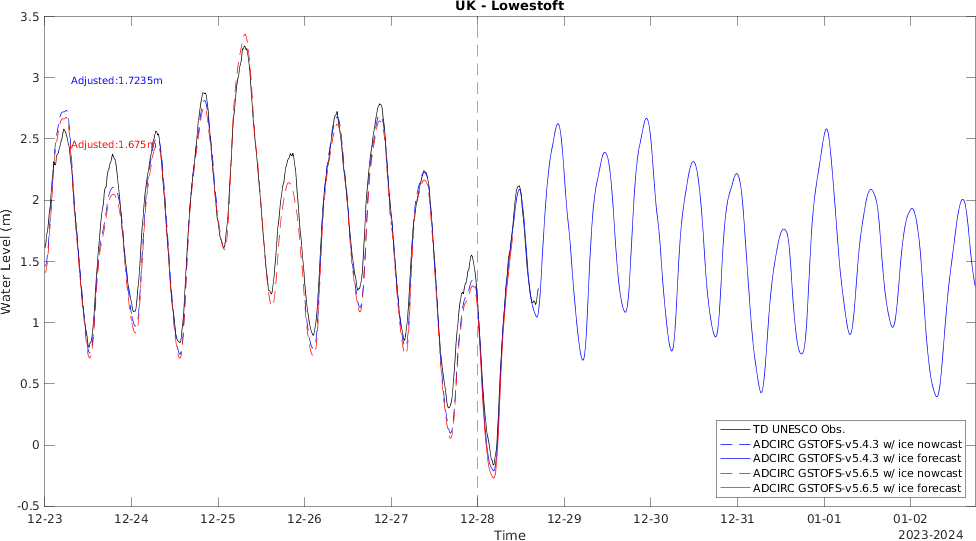 UK - Lowestoft
3.5
3
2.5
2
1.5
1
0.5
0
-0.5
Water Level (m)
Adjusted:1.7235m
Adjusted:1.675m
TD UNESCO Obs.
ADCIRC GSTOFS-v5.4.3 w/ ice nowcast
ADCIRC GSTOFS-v5.4.3 w/ ice forecast
ADCIRC GSTOFS-v5.6.5 w/ ice nowcast
ADCIRC GSTOFS-v5.6.5 w/ ice forecast
12-23 12-24 12-25 12-26 12-27 12-28 12-29 12-30 12-31 01-01 01-02
Time
2023-2024